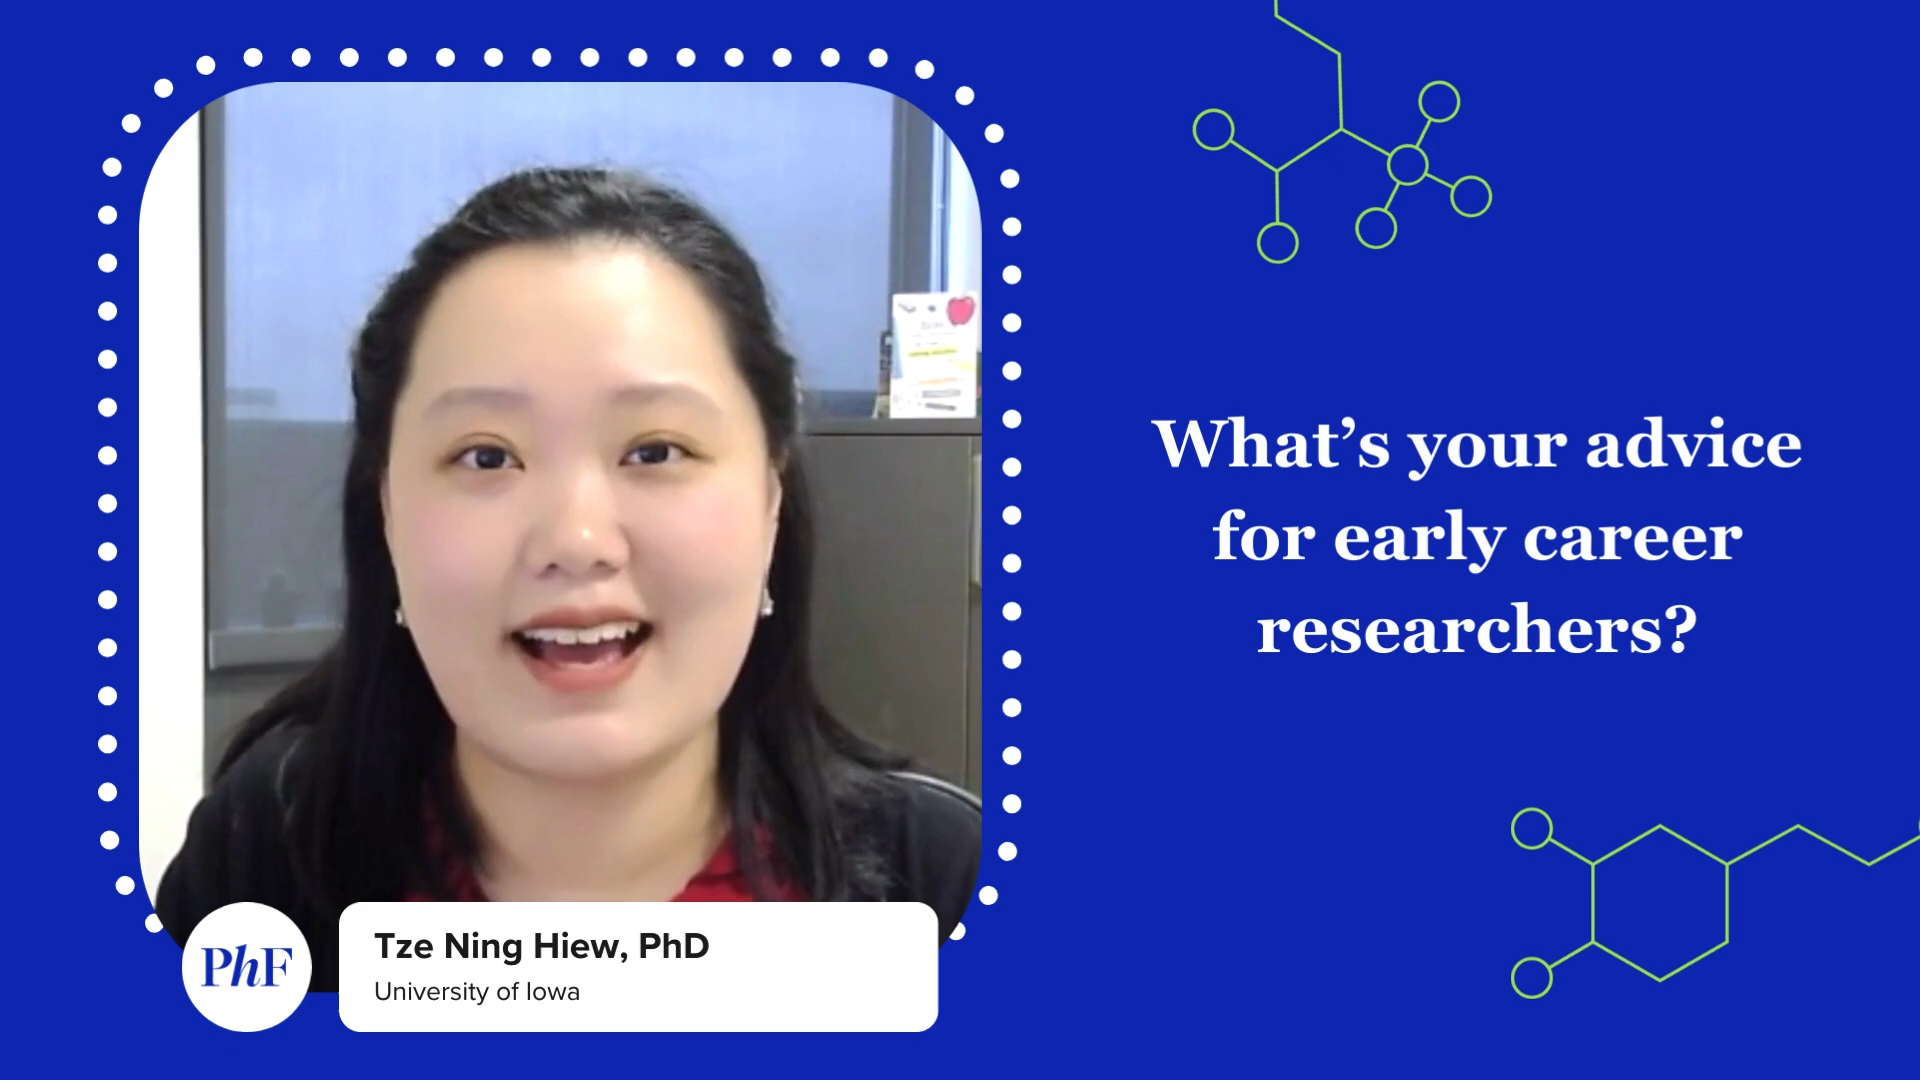 What's your advice
for early career
researchers?
PhF
Tze Ning Hiew, PhD
University of Iowa